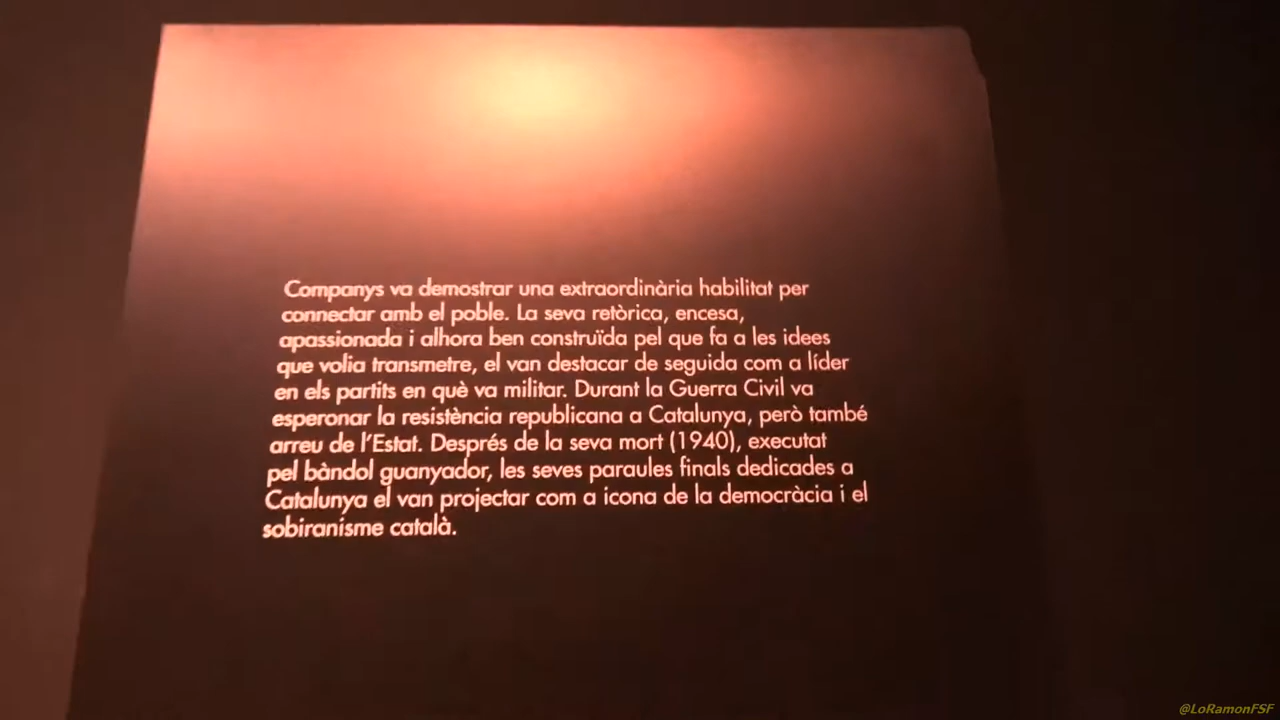 Companys va demostrar una extraordinària habilitat per
connectar amb el poble. La seva retòrica, encesa,
apassionada i alhora ben construïda pel que fa a les idees
que volia transmetre, el van destacar de seguida com a líder
en els partits en què va militar. Durant la Guerra Civil va
esperonar la resistència republicana a Catalunya, però també
arreu de l'Estat. Després de la seva mort (1940), executat
pel bàndol guanyador, les seves paraules finals dedicades a
Catalunya el van projectar com a icona de la democràcia i el
sobiranisme català.
@LoRamonFSF